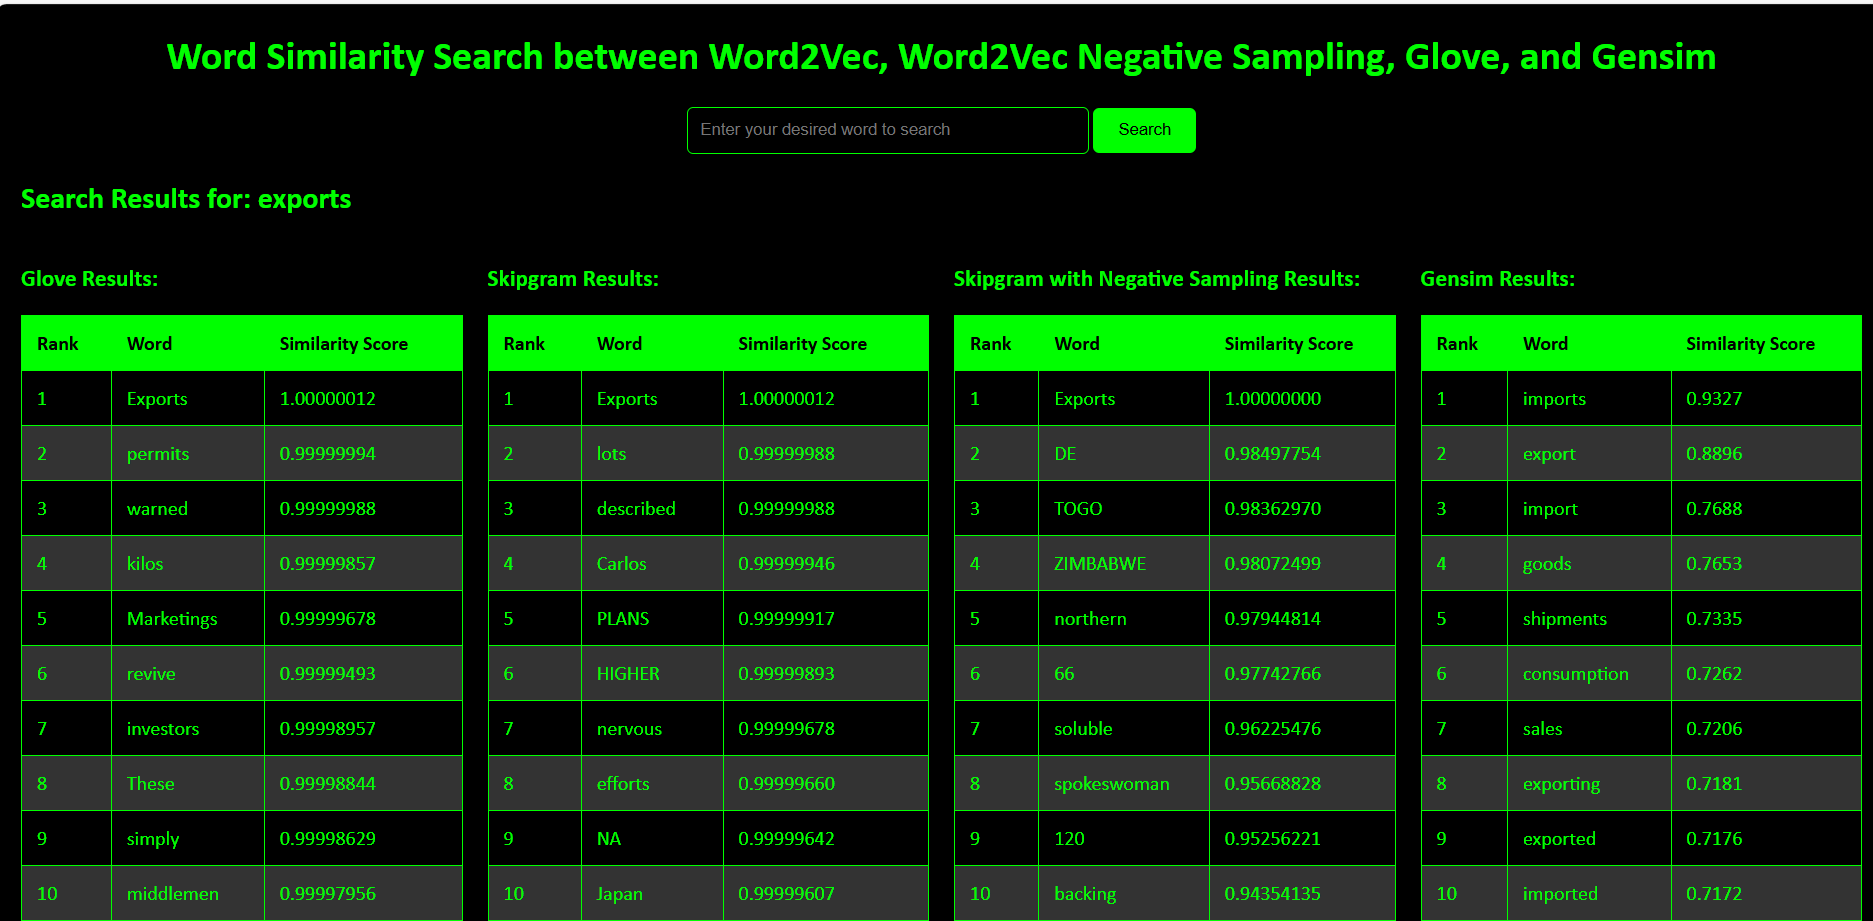 Word Similarity Search between Word2Vec, Word2Vec Negative Sampling, Glove, and Gensim
Enter your desired word to search
Search
Search Results for: exports
Glove Results:
Rank Word Similarity Score
1 Exports 1.00000012
2 permits 0.99999994
3 warned 0.99999988
4 kilos 0.99999857
5 Marketings 0.99999678
6 revive 0.99999493
7 investors 0.99998957
8 These 0.99998844
9 simply 0.99998629
10 middlemen 0.99997956
Skipgram Results:
Rank Word Similarity Score
1 Exports 1.00000012
2 lots 0.99999988
3 described 0.99999988
4 Carlos 0.99999946
5 PLANS 0.99999917
6 HIGHER 0.99999893
7 nervous 0.99999678
8 efforts 0.99999660
9 NA 0.99999642
10 Japan 0.99999607
Skipgram with Negative Sampling Results:
Rank Word Similarity Score
1 Exports 1.00000000
2 DE 0.98497754
3 TOGO 0.98362970
4 ZIMBABWE 0.98072499
5 northern 0.97944814
6 66 0.97742766
7 soluble 0.96225476
8 spokeswoman 0.95668828
9 120 0.95256221
10 backing 0.94354135
Gensim Results:
Rank Word Similarity Score
1 imports 0.9327
2 export 0.8896
3 import 0.7688
4 goods 0.7653
5 shipments 0.7335
6 consumption 0.7262
7 sales 0.7206
8 exporting 0.7181
9 exported 0.7176
10 imported 0.7172